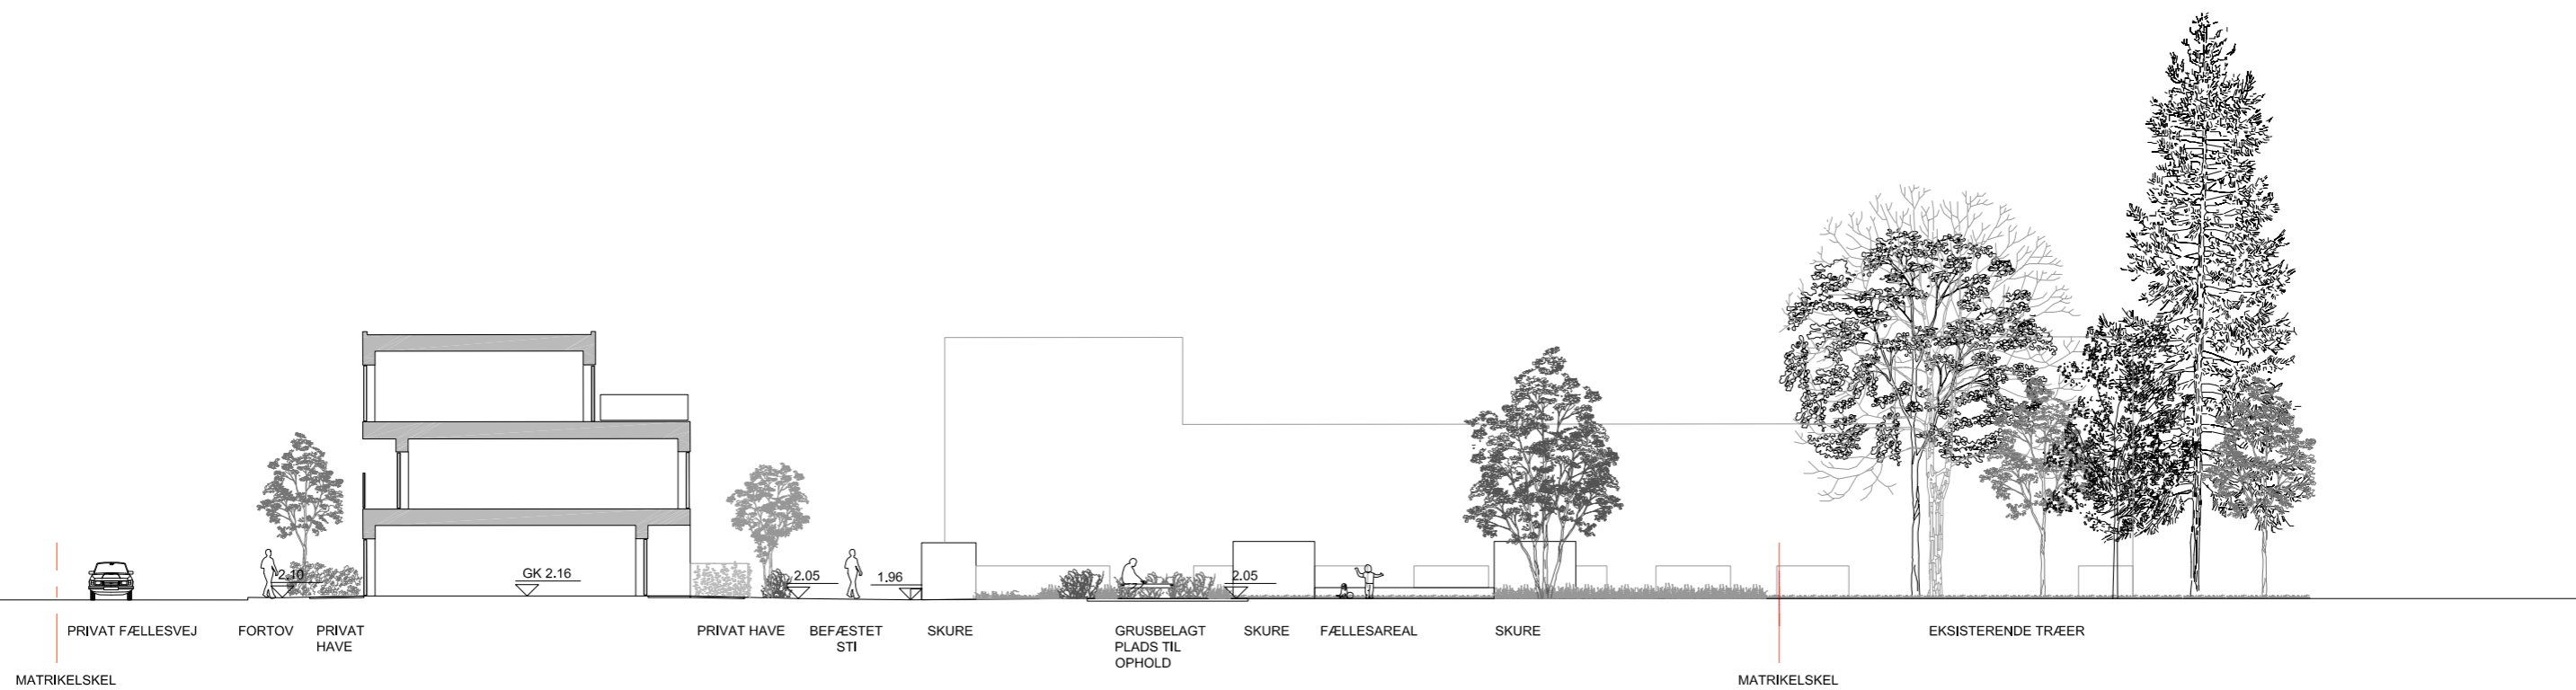 2.10
GK 2.16
2.05
1.96
2.05
PRIVAT FÆLLESVEJ
FORTOV
PRIVAT
HAVE
PRIVAT HAVE
BEFÆSTET
STI
SKURE
GRUSBELAGT
PLADS TIL
OPHOLD
SKURE
FÆLLESAREAL
SKURE
EKSISTERENDE TRÆER
MATRIKELSKEL
MATRIKELSKEL